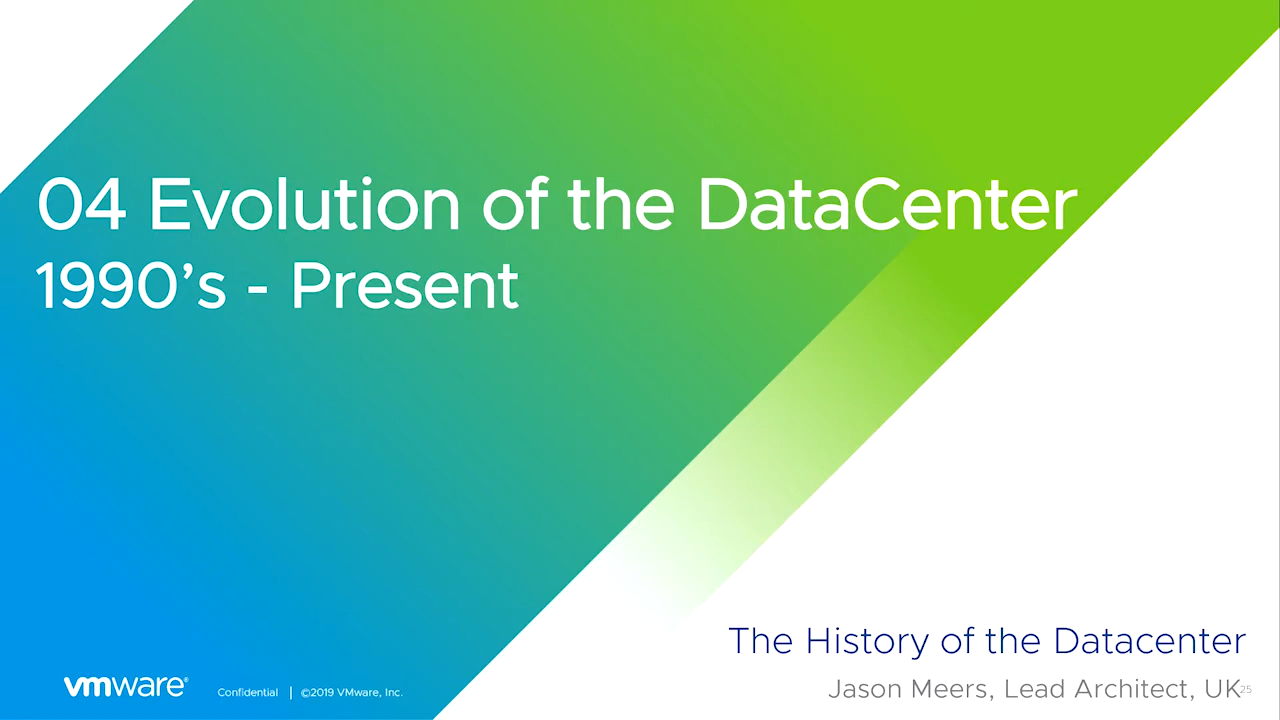 04 Evolution of the DataCenter
1990’s - Present
The History of the Datacenter
Jason Meers, Lead Architect, UK
25
vmware®
Confidential | ©2019 VMware, Inc.